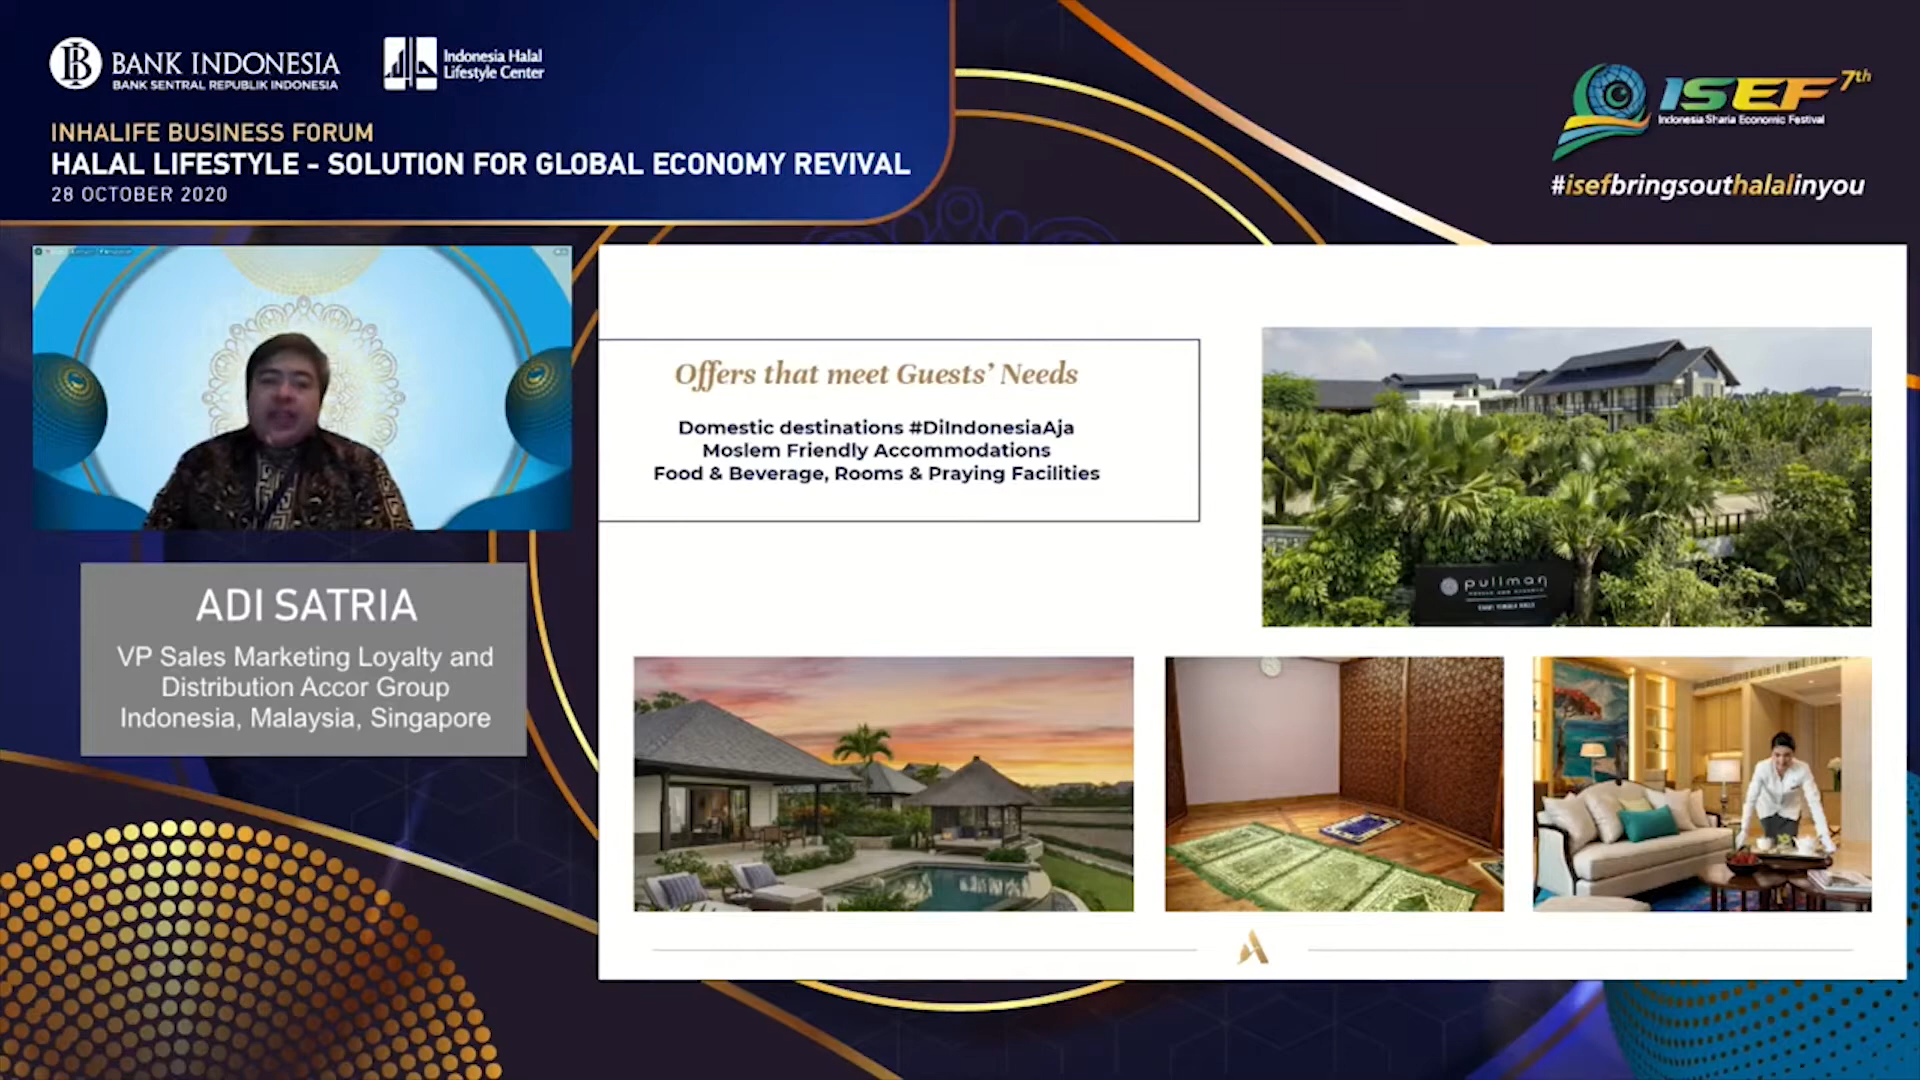 BANK INDONESIA
BANK SENTRAL REPUBLIK INDONESIA
Indonesia Halal
Lifestyle Center
INHALIFE BUSINESS FORUM
HALAL LIFESTYLE - SOLUTION FOR GLOBAL ECONOMY REVIVAL
28 OCTOBER 2020
ISEF 7th
Indonesia Sharia Economic Festival
#isefbringsouthalalinyou
ADI SATRIA
VP Sales Marketing Loyalty and
Distribution Accor Group
Indonesia, Malaysia, Singapore
Offers that meet Guests' Needs
Domestic destinations #DiIndonesiaAja
Moslem Friendly Accommodations
Food & Beverage, Rooms & Praying Facilities
pullman